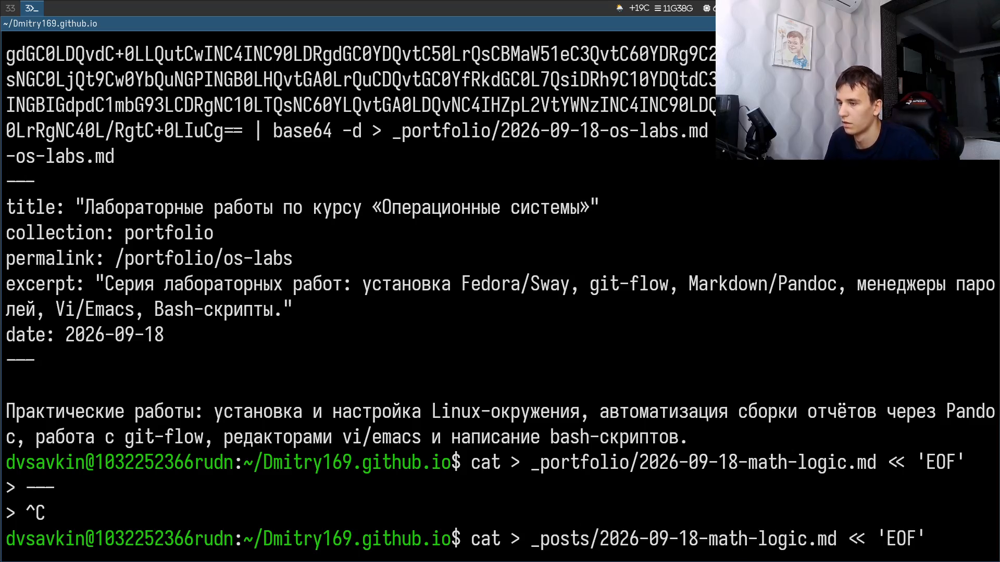 33 3>_ +19C 11G38G
~/Dmitry169.github.io
gdGC0LDQvdC+0LLQutCwINC4INC90LDRgdGC0YDQvtC50LrQsCBMaW51eC3QvtC60YDRg9C2
sNGC0LjQt9Cw0YbQuNGPINGB0LHQvtGA0LrQuCDQvtGC0YfRkdGC0L7QsiDRh9C10YDQtdC3
INGBIGdpdC1mbG93LCDRgNC10LTQsNC60YLQvtGA0LDQvNC4IHZpL2VtYWNzINC4INC90LDQ
0LrRgNC40L/RgtC+0LIuCg== | base64 -d > _portfolio/2026-09-18-os-labs.md
-os-labs.md
---
title: "Лабораторные работы по курсу «Операционные системы»"
collection: portfolio
permalink: /portfolio/os-labs
excerpt: "Серия лабораторных работ: установка Fedora/Sway, git-flow, Markdown/Pandoc, менеджеры паро
лей, Vi/Emacs, Bash-скрипты."
date: 2026-09-18
---
Практические работы: установка и настройка Linux-окружения, автоматизация сборки отчётов через Pando
c, работа с git-flow, редакторами vi/emacs и написание bash-скриптов.
dvsavkin@1032252366rudn:~/Dmitry169.github.io$ cat > _portfolio/2026-09-18-math-logic.md << 'EOF'
> ---
> ^C
dvsavkin@1032252366rudn:~/Dmitry169.github.io$ cat > _posts/2026-09-18-math-logic.md << 'EOF'